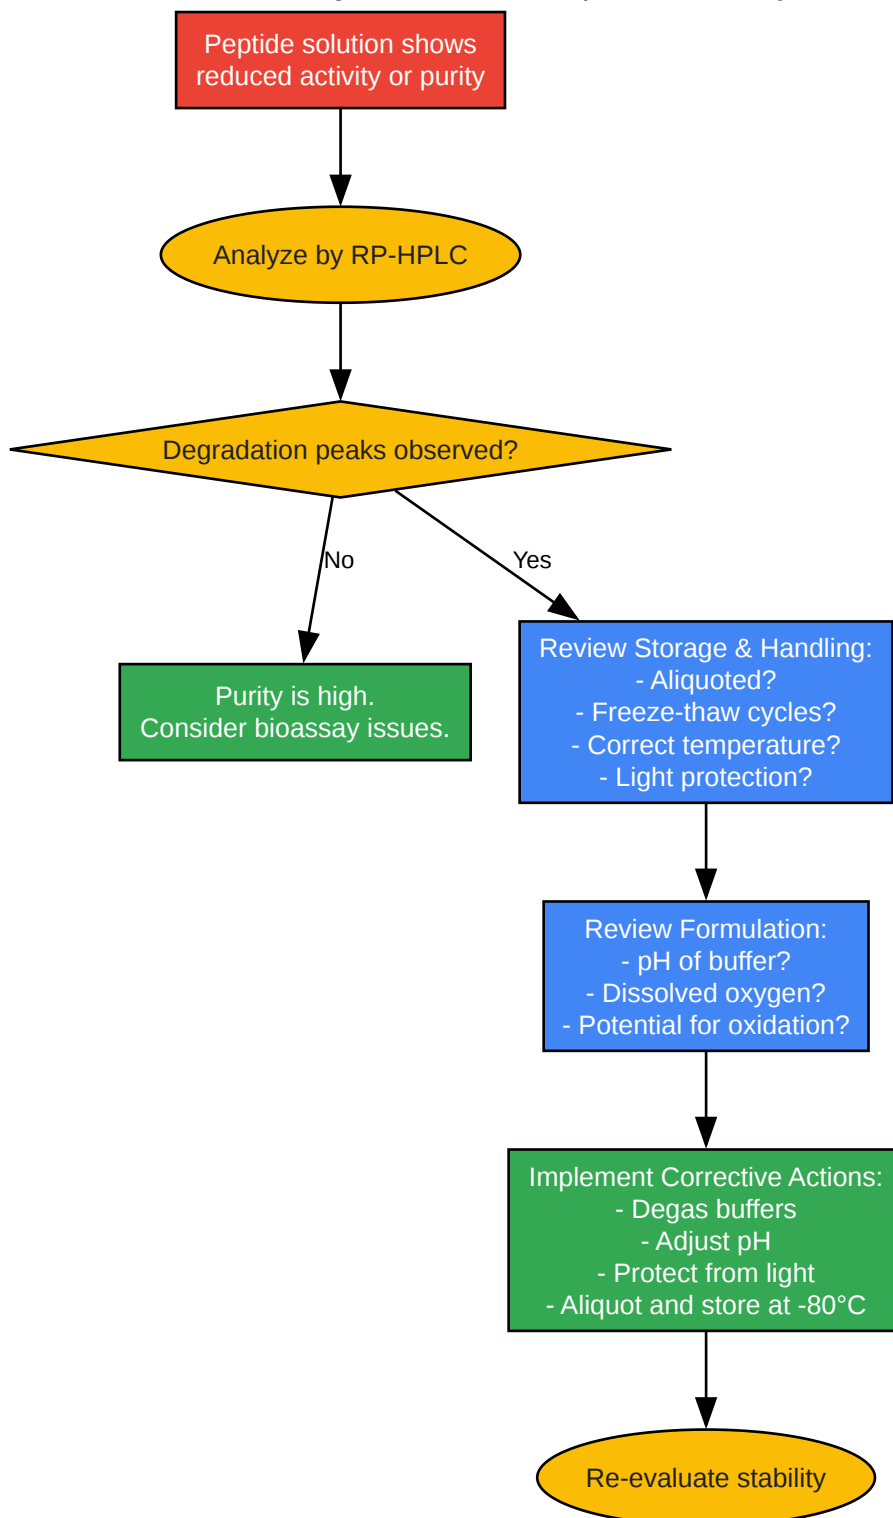 Peptide solution shows
reduced activity or purity
Analyze by RP-HPLC
Degradation peaks observed?
No
Yes
Purity is high.
Consider bioassay issues.
Review Storage & Handling:
- Aliquoted?
- Freeze-thaw cycles?
- Correct temperature?
- Light protection?
Review Formulation:
- pH of buffer?
- Dissolved oxygen?
- Potential for oxidation?
Implement Corrective Actions:
- Degas buffers
- Adjust pH
- Protect from light
- Aliquot and store at -80°C
Re-evaluate stability